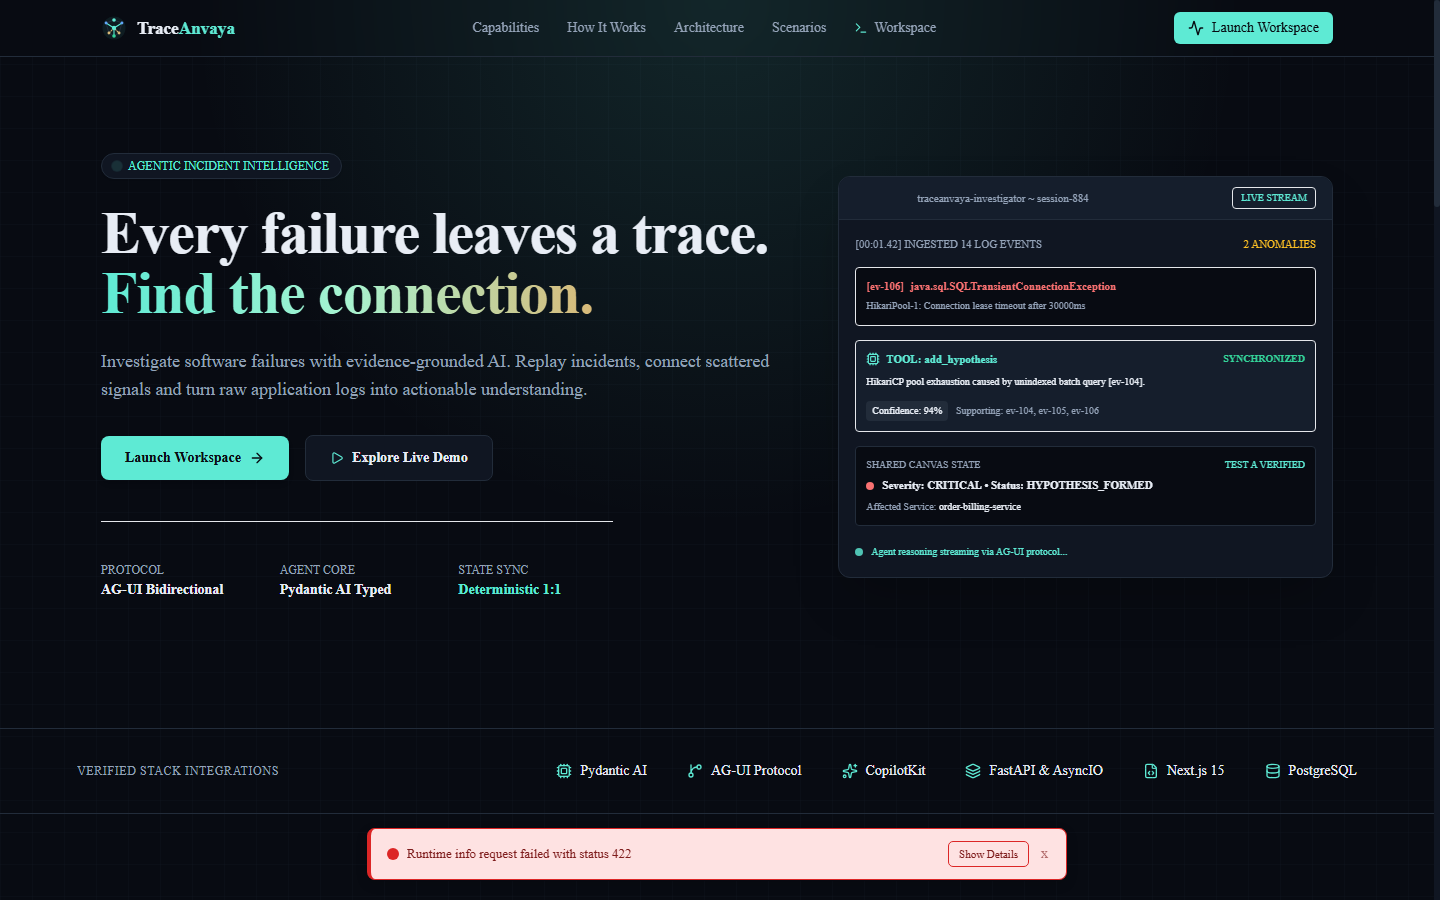 TraceAnvaya
Capabilities
How It Works
Architecture
Scenarios
Workspace
Launch Workspace
AGENTIC INCIDENT INTELLIGENCE
Every failure leaves a trace.
Find the connection.
Investigate software failures with evidence-grounded AI. Replay incidents, connect scattered
signals and turn raw application logs into actionable understanding.
Launch Workspace
Explore Live Demo
PROTOCOL
AG-UI Bidirectional
AGENT CORE
Pydantic AI Typed
STATE SYNC
Deterministic 1:1
traceanvaya-investigator ~ session-884
LIVE STREAM
[00:01.42] INGESTED 14 LOG EVENTS
2 ANOMALIES
[ev-106] java.sql.SQLTransientConnectionException
HikariPool-1: Connection lease timeout after 30000ms
TOOL: add_hypothesis
SYNCHRONIZED
HikariCP pool exhaustion caused by unindexed batch query [ev-104].
Confidence: 94%
Supporting: ev-104, ev-105, ev-106
SHARED CANVAS STATE
TEST A VERIFIED
Severity: CRITICAL • Status: HYPOTHESIS_FORMED
Affected Service: order-billing-service
Agent reasoning streaming via AG-UI protocol...
VERIFIED STACK INTEGRATIONS
Pydantic AI
AG-UI Protocol
CopilotKit
FastAPI & AsyncIO
Next.js 15
PostgreSQL
Runtime info request failed with status 422
Show Details
x